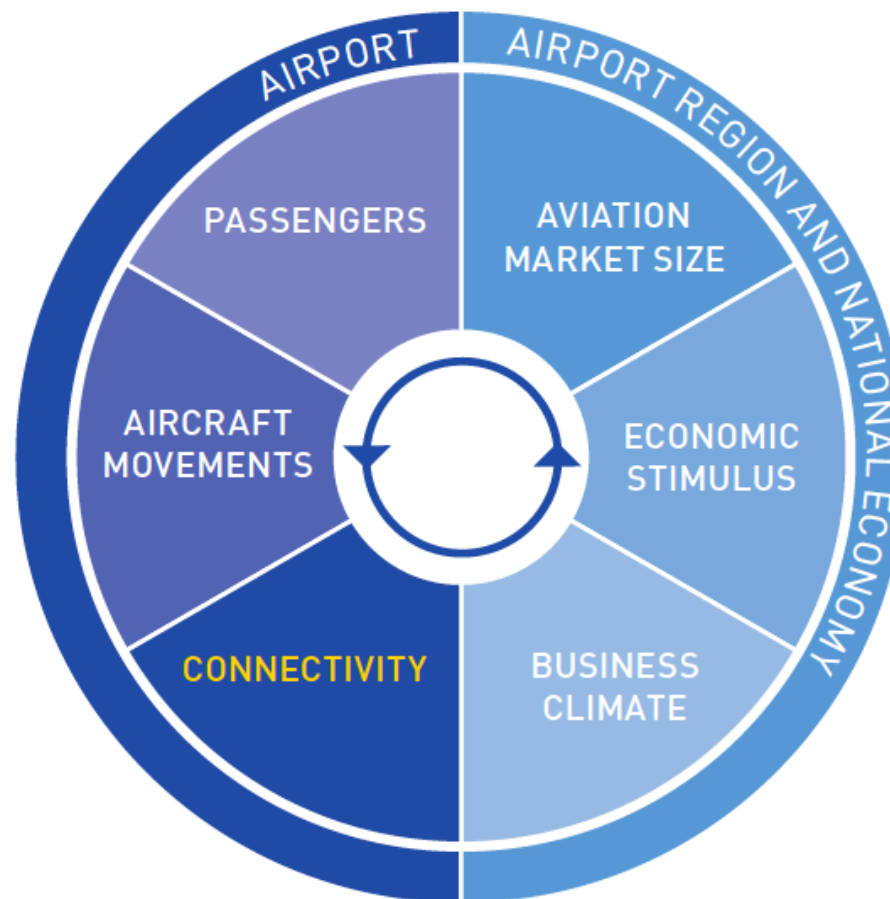 AIRPORT
AIRPORT REGION AND NATIONAL ECONOMY
PASSENGERS
AVIATION
MARKET SIZE
AIRCRAFT
MOVEMENTS
ECONOMIC
STIMULUS
CONNECTIVITY
BUSINESS
CLIMATE